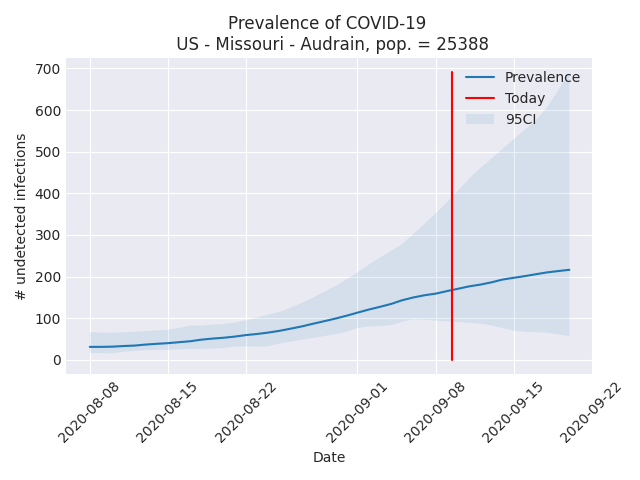 Prevalence of COVID-19
US - Missouri - Audrain, pop. = 25388
700
600
500
400
300
200
100
0
# undetected infections
Prevalence
Today
95CI
2020-08-08
2020-08-15
2020-08-22
2020-09-01
2020-09-08
2020-09-15
2020-09-22
Date